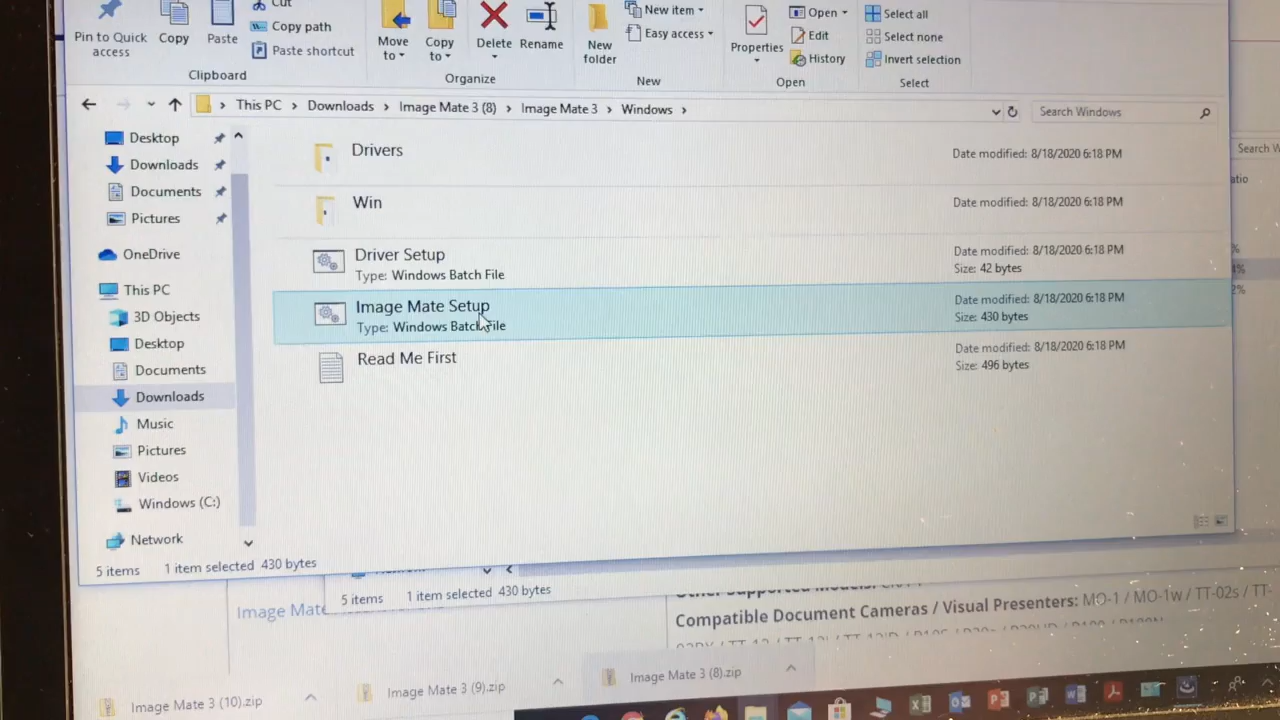 Cut
Pin to Quick access
Copy
Paste
Copy path
Paste shortcut
Move to
Copy to
Delete
Rename
New folder
New item
Easy access
Properties
Open
Edit
History
Select all
Select none
Invert selection
Clipboard
Organize
New
Open
Select
This PC > Downloads > Image Mate 3 (8) > Image Mate 3 > Windows >
Search Windows
Search W
Desktop
Downloads
Documents
Pictures
OneDrive
This PC
3D Objects
Desktop
Documents
Downloads
Music
Pictures
Videos
Windows (C:)
Network
Drivers
Date modified: 8/18/2020 6:18 PM
Win
Date modified: 8/18/2020 6:18 PM
Driver Setup
Type: Windows Batch File
Date modified: 8/18/2020 6:18 PM
Size: 42 bytes
Image Mate Setup
Type: Windows Batch File
Date modified: 8/18/2020 6:18 PM
Size: 430 bytes
Read Me First
Date modified: 8/18/2020 6:18 PM
Size: 496 bytes
5 items 1 item selected 430 bytes
5 items 1 item selected 430 bytes
Image Mate
Compatible Document Cameras / Visual Presenters: MO-1 / MO-1w / TT-02s / TT-
Image Mate 3 (10).zip
Image Mate 3 (9).zip
Image Mate 3 (8).zip